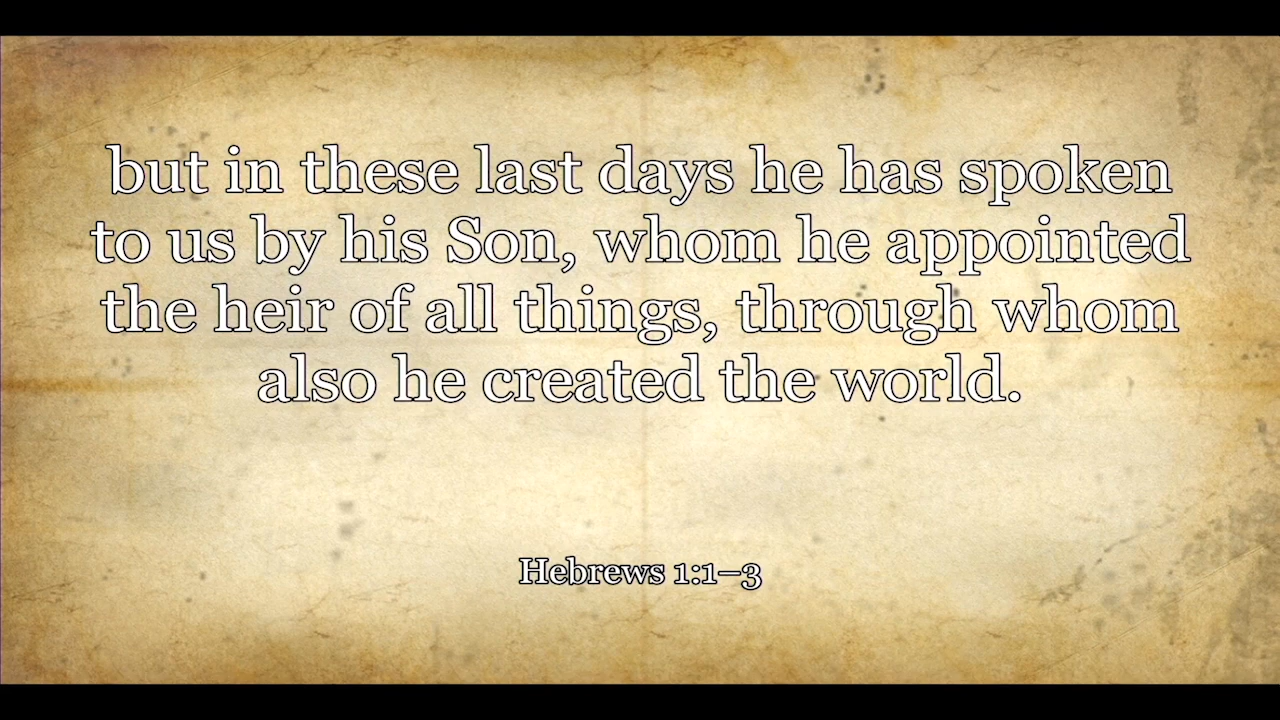 but in these last days he has spoken
to us by his Son, whom he appointed
the heir of all things, through whom
also he created the world.
Hebrews 1:1–3